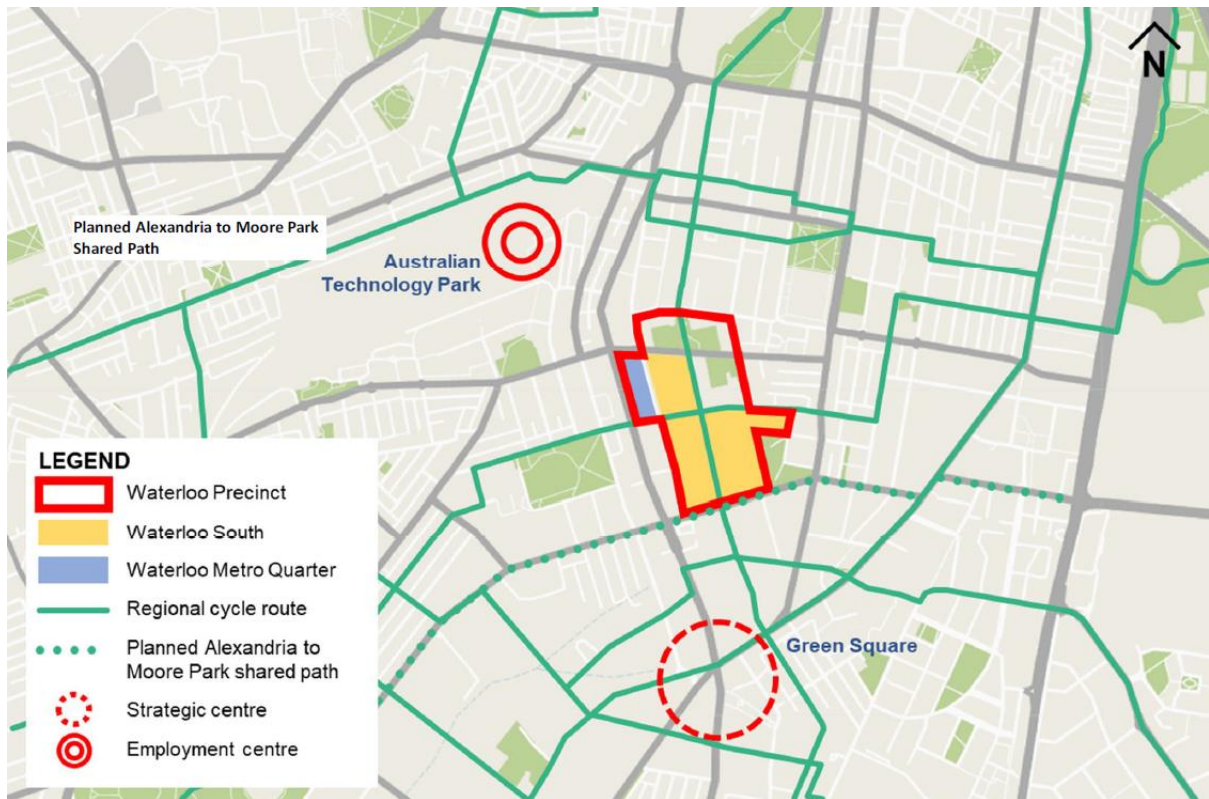 N
Planned Alexandria to Moore Park
Shared Path
Australian
Technology Park
Green Square
LEGEND
Waterloo Precinct
Waterloo South
Waterloo Metro Quarter
Regional cycle route
Planned Alexandria to
Moore Park shared path
Strategic centre
Employment centre